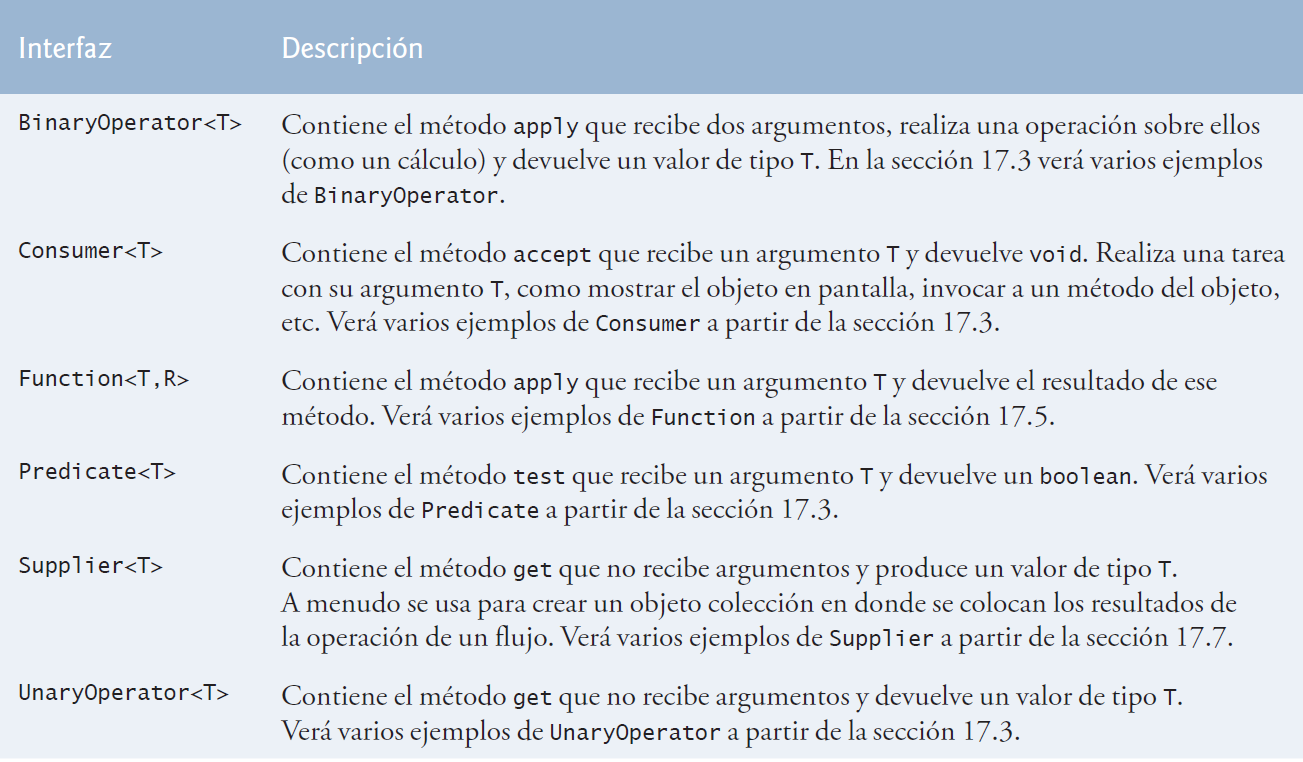 Interfaz Descripción
BinaryOperator<T> Contiene el método apply que recibe dos argumentos, realiza una operación sobre ellos
(como un cálculo) y devuelve un valor de tipo T. En la sección 17.3 verá varios ejemplos
de BinaryOperator.
Consumer<T> Contiene el método accept que recibe un argumento T y devuelve void. Realiza una tarea
con su argumento T, como mostrar el objeto en pantalla, invocar a un método del objeto,
etc. Verá varios ejemplos de Consumer a partir de la sección 17.3.
Function<T,R> Contiene el método apply que recibe un argumento T y devuelve el resultado de ese
método. Verá varios ejemplos de Function a partir de la sección 17.5.
Predicate<T> Contiene el método test que recibe un argumento T y devuelve un boolean. Verá varios
ejemplos de Predicate a partir de la sección 17.3.
Supplier<T> Contiene el método get que no recibe argumentos y produce un valor de tipo T.
A menudo se usa para crear un objeto colección en donde se colocan los resultados de
la operación de un flujo. Verá varios ejemplos de Supplier a partir de la sección 17.7.
UnaryOperator<T> Contiene el método get que no recibe argumentos y devuelve un valor de tipo T.
Verá varios ejemplos de UnaryOperator a partir de la sección 17.3.